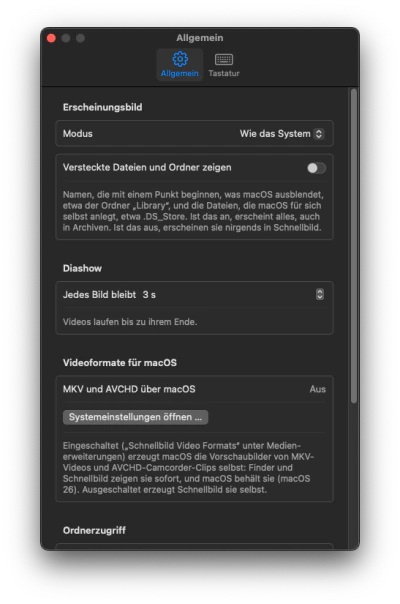 Allgemein
Allgemein
Tastatur
Erscheinungsbild
Modus
Wie das System
Versteckte Dateien und Ordner zeigen
Namen, die mit einem Punkt beginnen, was macOS ausblendet,
etwa der Ordner „Library“, und die Dateien, die macOS für sich
selbst anlegt, etwa .DS_Store. Ist das an, erscheint alles, auch
in Archiven. Ist das aus, erscheinen sie nirgends in Schnellbild.
Diashow
Jedes Bild bleibt 3 s
Videos laufen bis zu ihrem Ende.
Videoformate für macOS
MKV und AVCHD über macOS
Aus
Systemeinstellungen öffnen ...
Eingeschaltet („Schnellbild Video Formats“ unter Medien-
erweiterungen) erzeugt macOS die Vorschaubilder von MKV-
Videos und AVCHD-Camcorder-Clips selbst: Finder und
Schnellbild zeigen sie sofort, und macOS behält sie (macOS
26). Ausgeschaltet erzeugt Schnellbild sie selbst.
Ordnerzugriff